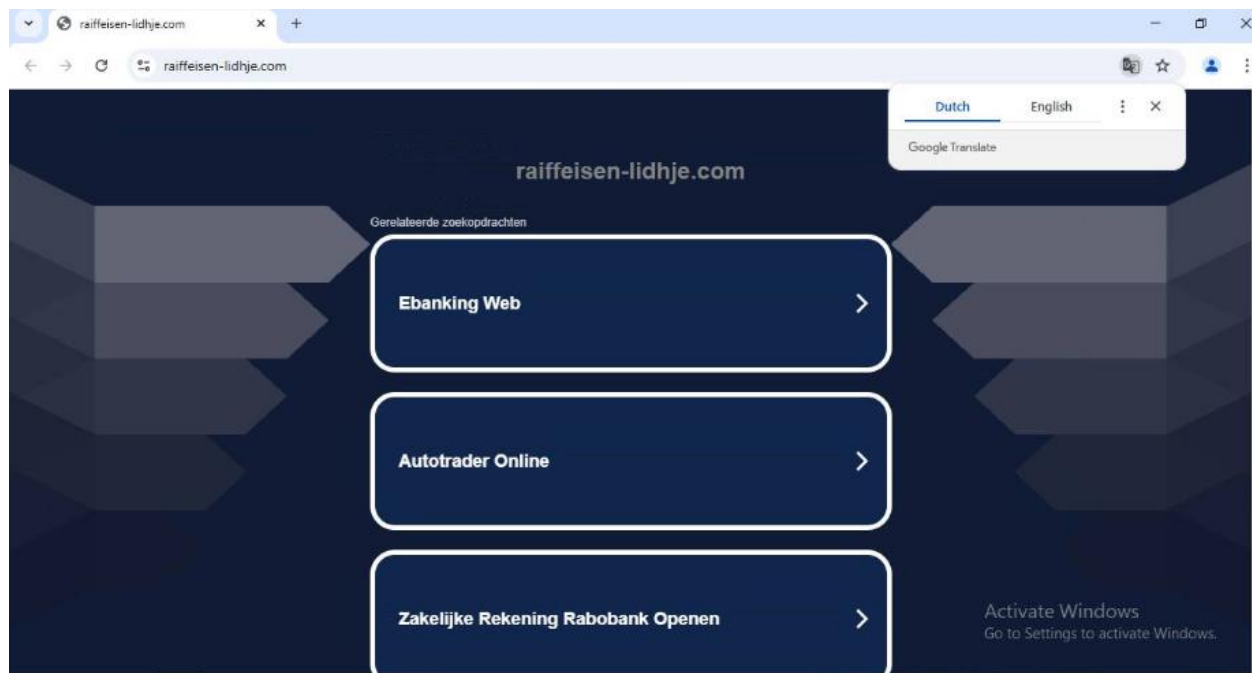 raiffeisen-lidhje.com
raiffeisen-lidhje.com
Dutch English
Google Translate
raiffeisen-lidhje.com
Gerelateerde zoekopdrachten
Ebanking Web
Autotrader Online
Zakelijke Rekening Rabobank Openen
Activate Windows
Go to Settings to activate Windows.